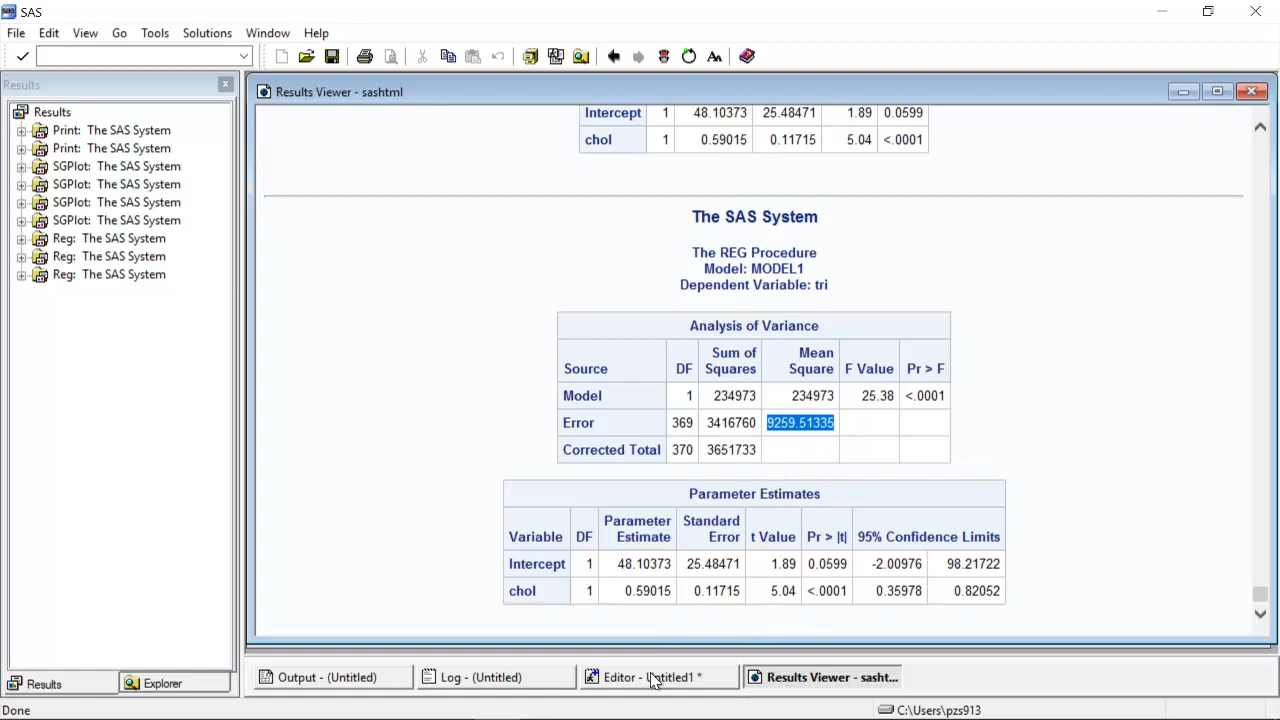 SAS
File Edit View Go Tools Solutions Window Help
Results
Results Viewer - sashtml
Results
Print: The SAS System
Print: The SAS System
SGPlot: The SAS System
SGPlot: The SAS System
SGPlot: The SAS System
SGPlot: The SAS System
Reg: The SAS System
Reg: The SAS System
Reg: The SAS System
Intercept 1 48.10373 25.48471 1.89 0.0599
chol 1 0.59015 0.11715 5.04 <.0001
The SAS System
The REG Procedure
Model: MODEL1
Dependent Variable: tri
Analysis of Variance
Source DF Sum of Squares Mean Square F Value Pr > F
Model 1 234973 234973 25.38 <.0001
Error 369 3416760 9259.51335
Corrected Total 370 3651733
Parameter Estimates
Variable DF Parameter Estimate Standard Error t Value Pr > |t| 95% Confidence Limits
Intercept 1 48.10373 25.48471 1.89 0.0599 -2.00976 98.21722
chol 1 0.59015 0.11715 5.04 <.0001 0.35978 0.82052
Results Explorer
Output - (Untitled) Log - (Untitled) Editor - Untitled1 * Results Viewer - sasht...
Done C:\Users\pzs913